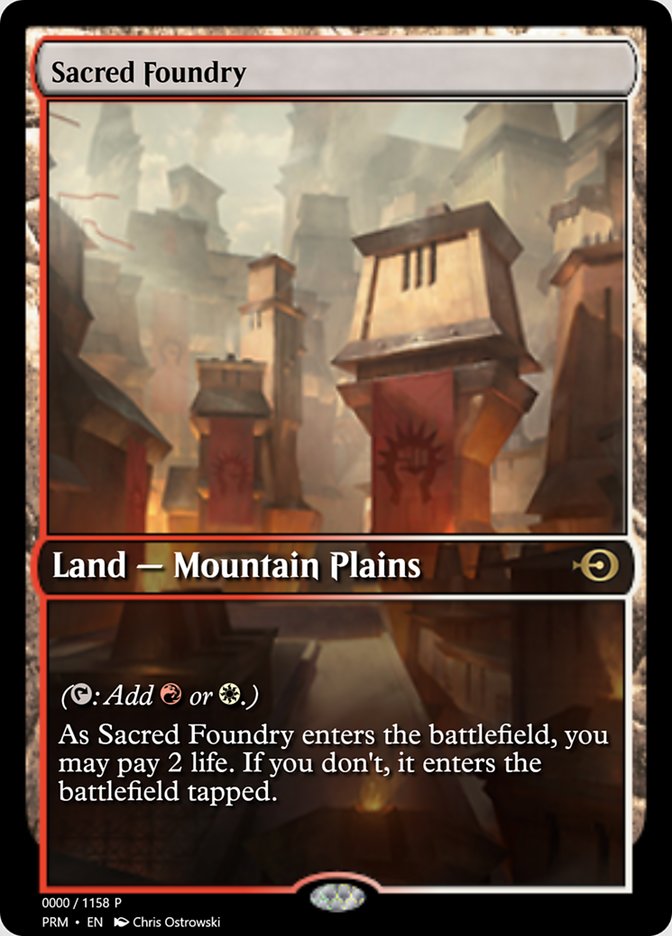 Sacred Foundry
Land — Mountain Plains
(: Add or .)
As Sacred Foundry enters the battlefield, you
may pay 2 life. If you don't, it enters the
battlefield tapped.
0000 / 1158 P
PRM • EN Chris Ostrowski